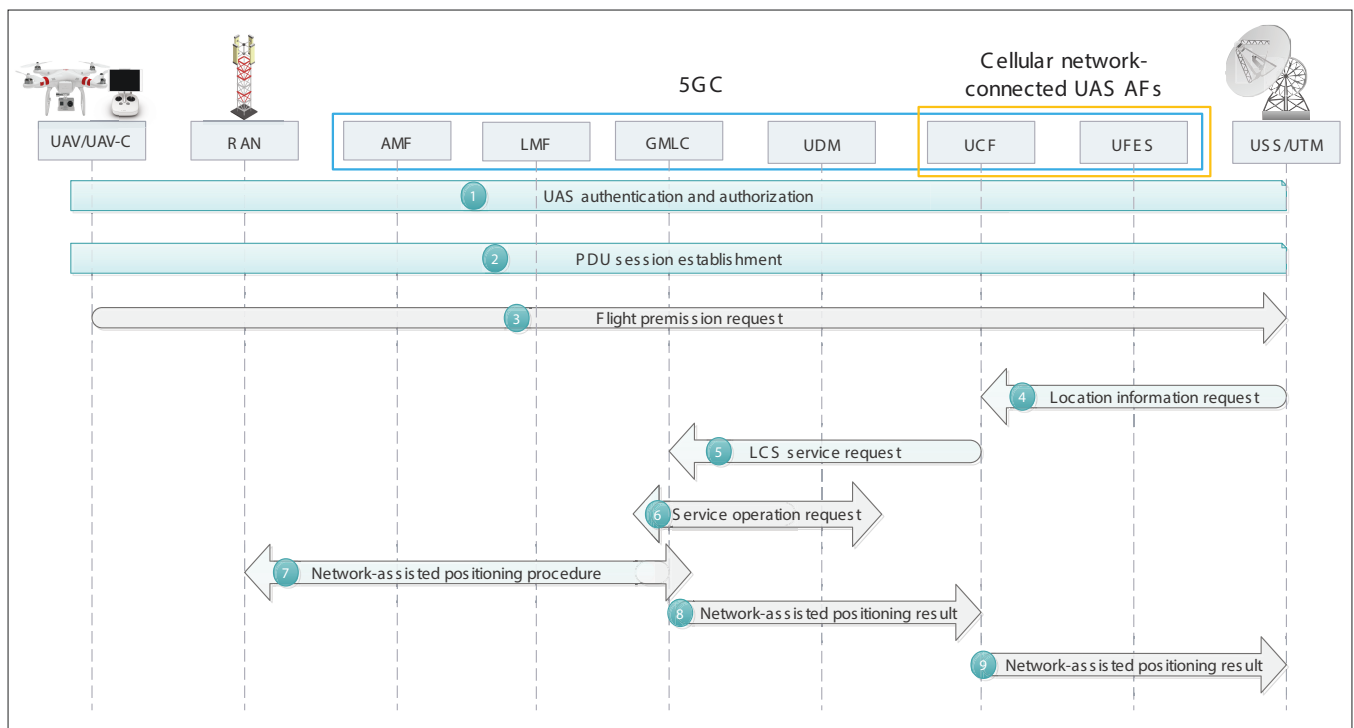 5GC
Cellular network-
connected UAS AFs
UAV/UAV-C
RAN
AMF
LMF
GMLC
UDM
UCF
UFES
USS/UTM
1 UAS authentication and authorization
2 PDU session establishment
3 Flight premission request
4 Location information request
5 LCS service request
6 Service operation request
7 Network-assisted positioning procedure
8 Network-assisted positioning result
9 Network-assisted positioning result